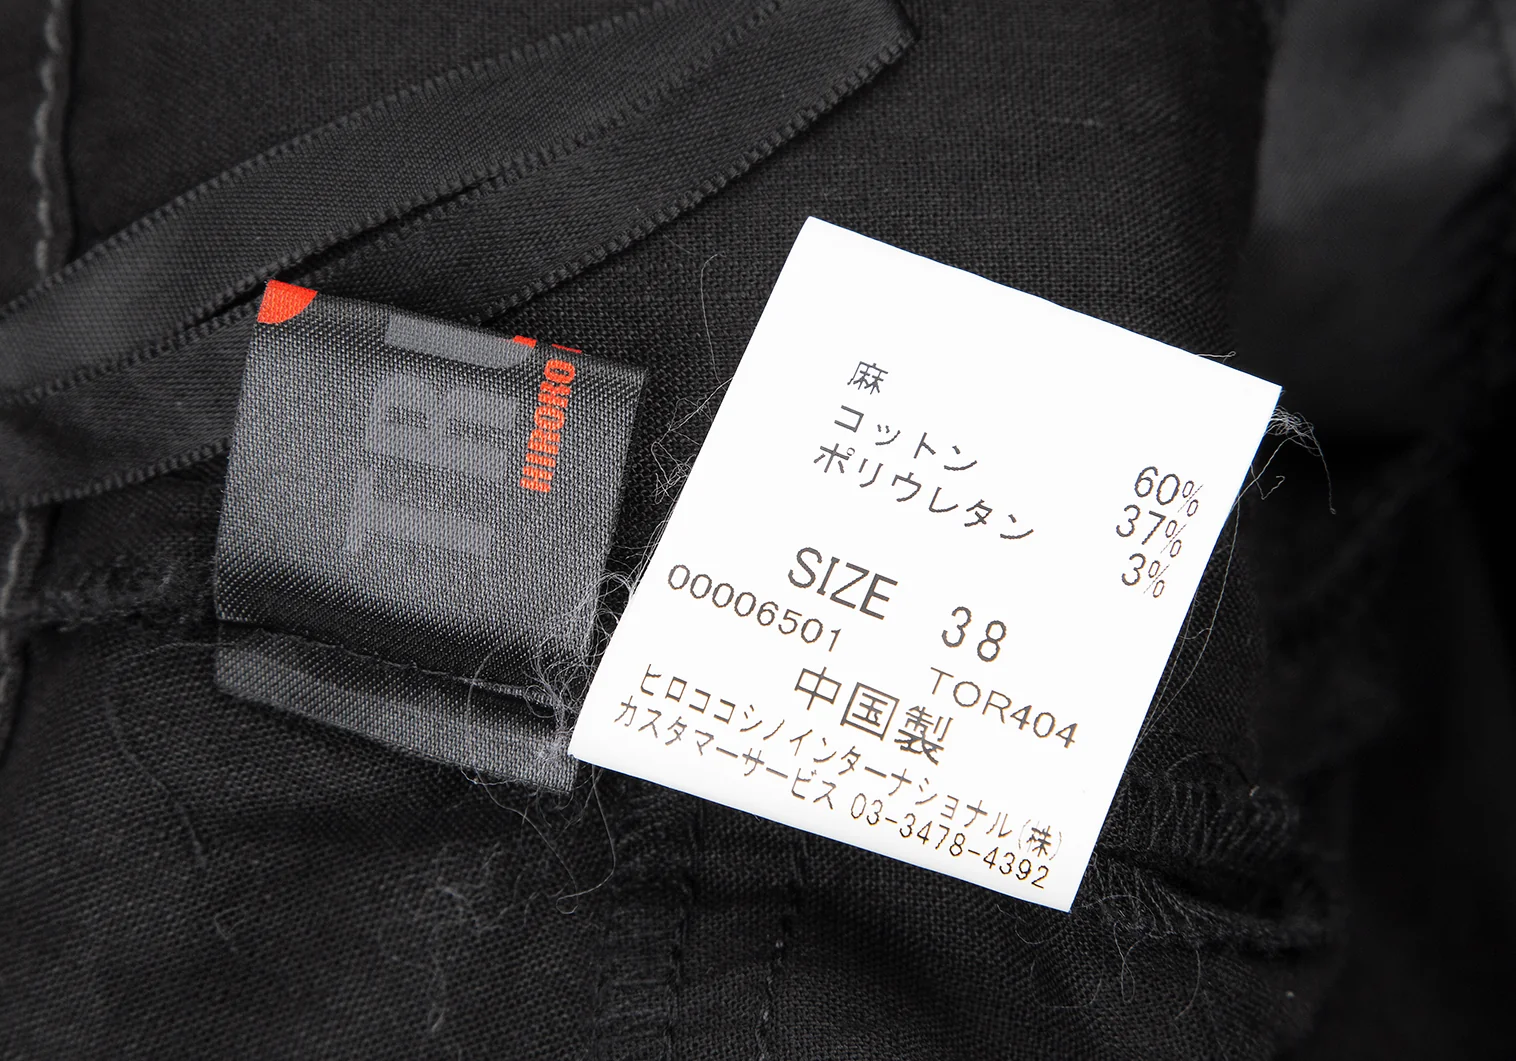 HIROKO
麻 60%
コットン 37%
ポリウレタン 3%
SIZE 38
00006501 TOR404
中国製
ヒロココシノインターナショナル(株)
カスタマーサービス 03-3478-4392